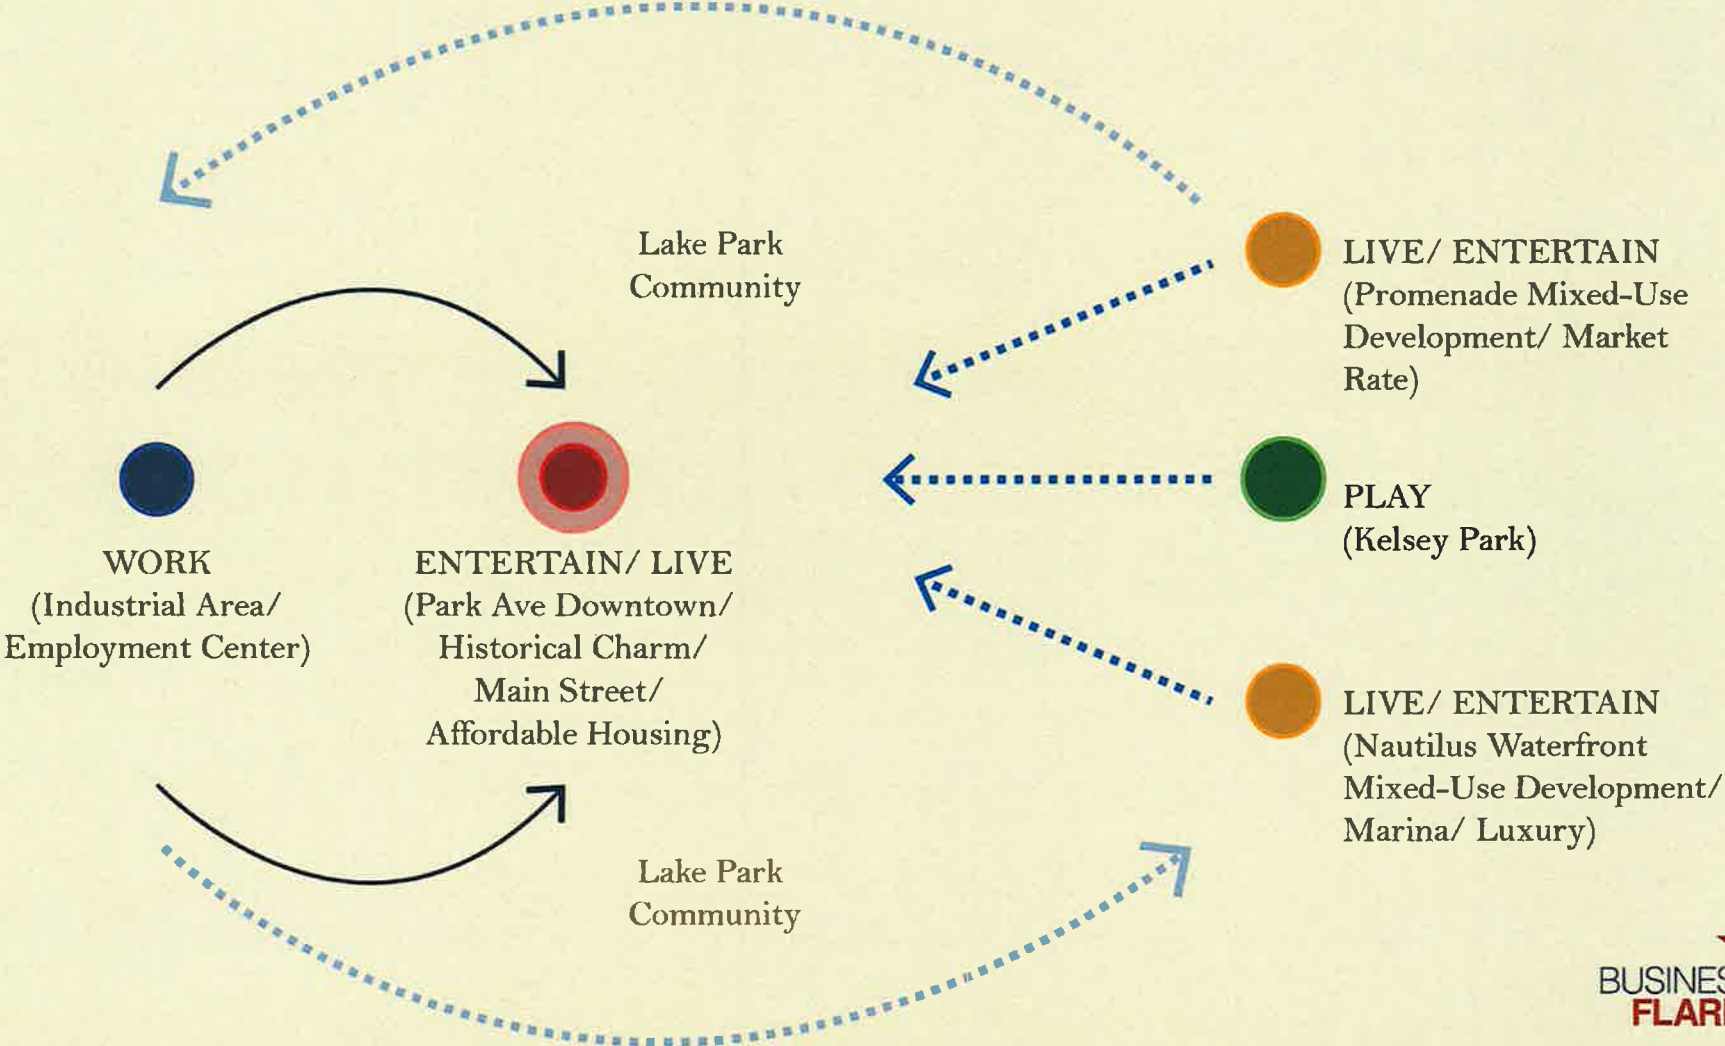 Lake Park
Community
WORK
(Industrial Area/
Employment Center)
ENTERTAIN/ LIVE
(Park Ave Downtown/
Historical Charm/
Main Street/
Affordable Housing)
LIVE/ ENTERTAIN
(Promenade Mixed-Use
Development/ Market
Rate)
PLAY
(Kelsey Park)
LIVE/ ENTERTAIN
(Nautilus Waterfront
Mixed-Use Development/
Marina/ Luxury)
Lake Park
Community